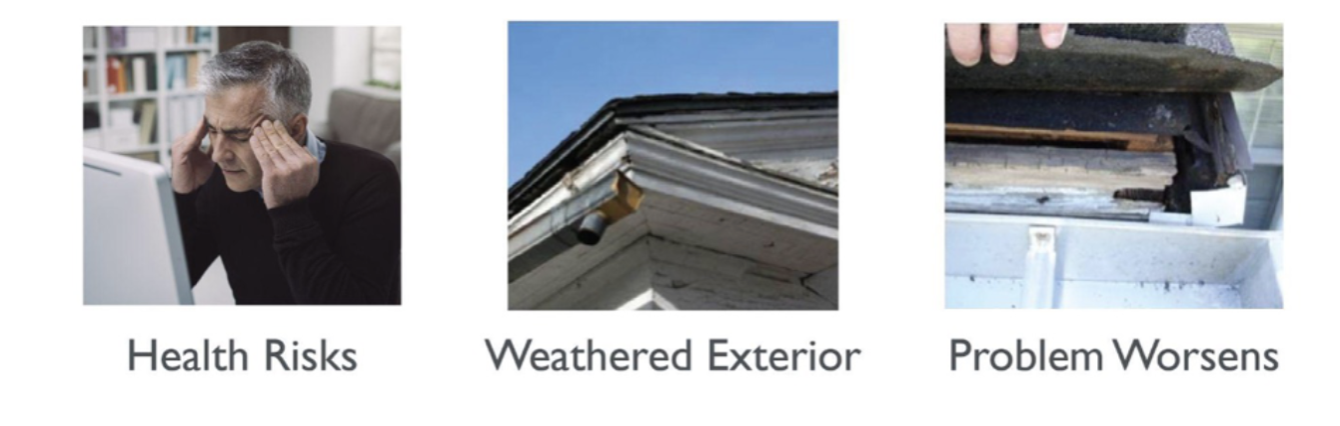 Health Risks
Weathered Exterior
Problem Worsens